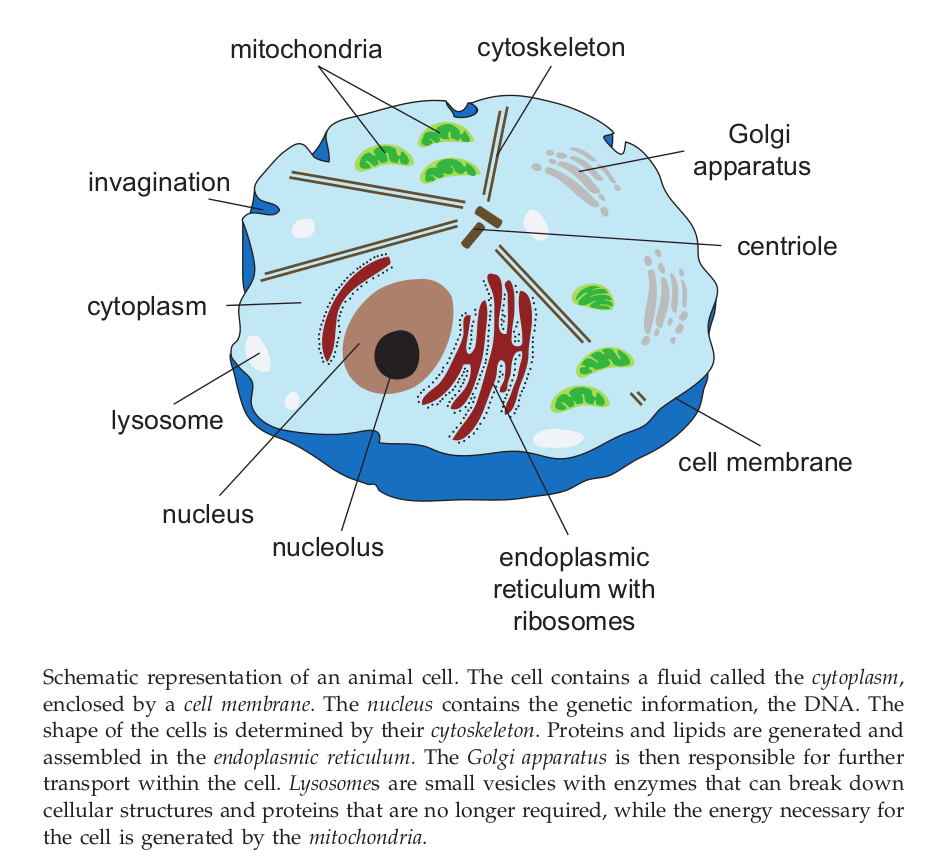 mitochondria
cytoskeleton
Golgi
apparatus
invagination
centriole
cytoplasm
lysosome
cell membrane
nucleus
nucleolus
endoplasmic
reticulum with
ribosomes
Schematic representation of an animal cell. The cell contains a fluid called the cytoplasm,
enclosed by a cell membrane. The nucleus contains the genetic information, the DNA. The
shape of the cells is determined by their cytoskeleton. Proteins and lipids are generated and
assembled in the endoplasmic reticulum. The Golgi apparatus is then responsible for further
transport within the cell. Lysosomes are small vesicles with enzymes that can break down
cellular structures and proteins that are no longer required, while the energy necessary for
the cell is generated by the mitochondria.